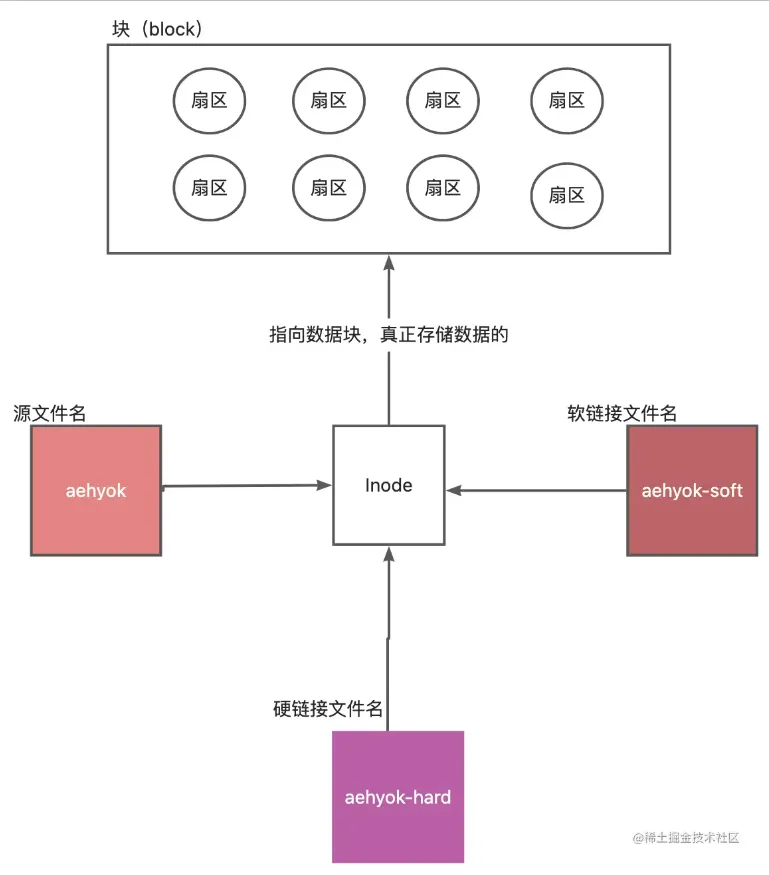 块（block）
扇区 扇区 扇区 扇区
扇区 扇区 扇区 扇区
指向数据块，真正存储数据的
源文件名
软链接文件名
aehyok
Inode
aehyok-soft
硬链接文件名
aehyok-hard
@稀土掘金技术社区